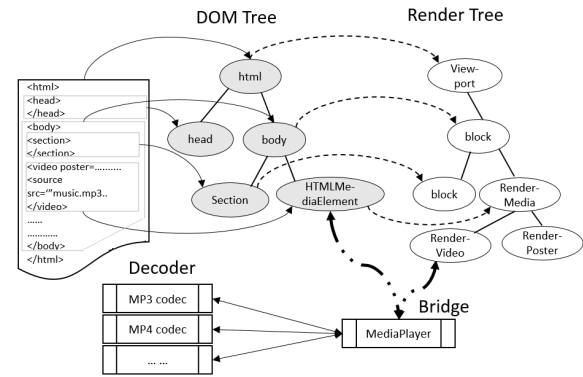 DOM Tree
Render Tree
<html>
<head>
</head>
<body>
<section>
</section>
<video poster=..........
<source
src="’’music.mp3..
</video>
......
............
</body>
</html>
html
head
body
Section
HTMLMe-
diaElement
View-
port
block
block
Render-
Media
Render-
Video
Render-
Poster
Decoder
MP3 codec
MP4 codec
... ...
Bridge
MediaPlayer